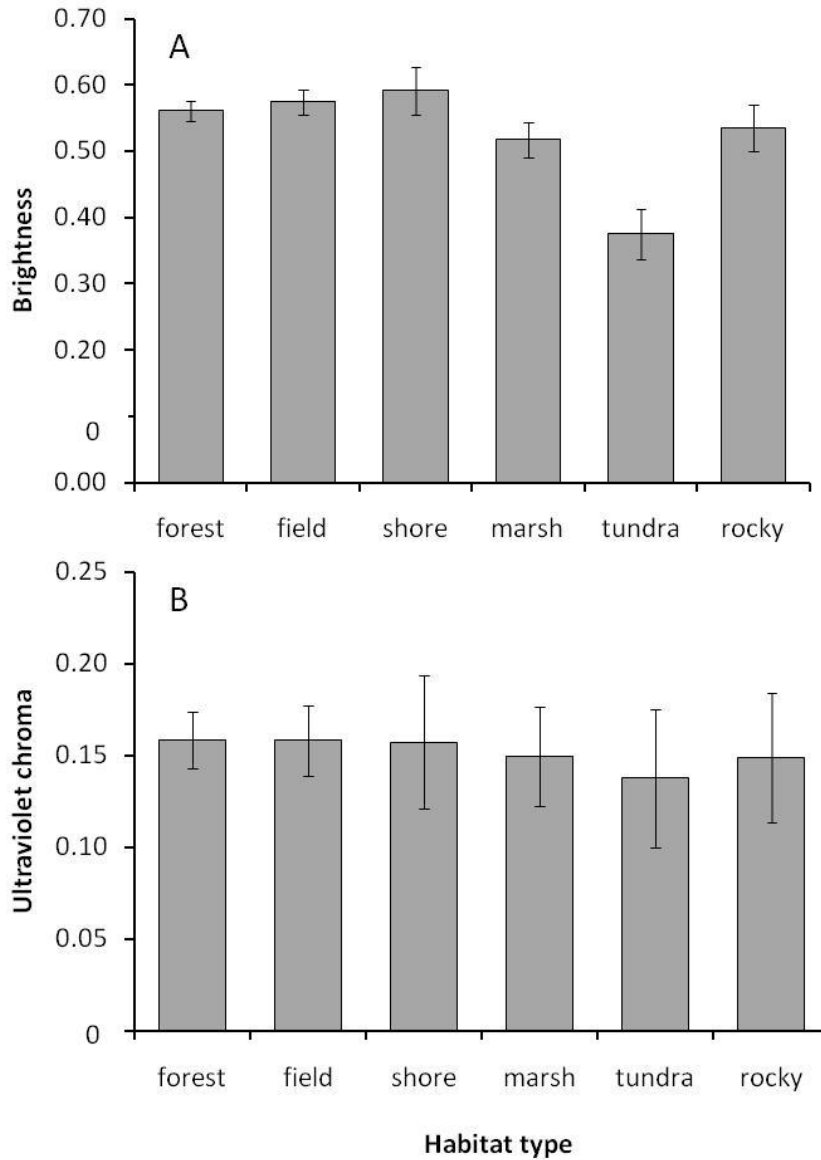 A
Brightness
0.70
0.60
0.50
0.40
0.30
0.20
0
0.00
forest field shore marsh tundra rocky
B
Ultraviolet chroma
0.25
0.20
0.15
0.10
0.05
0
forest field shore marsh tundra rocky
Habitat type